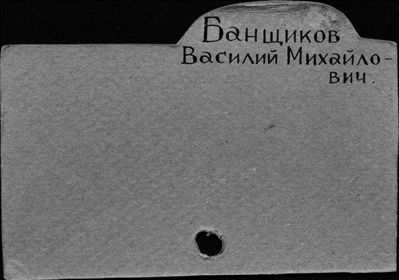 Банщиков
Василий Михайло-
вич.